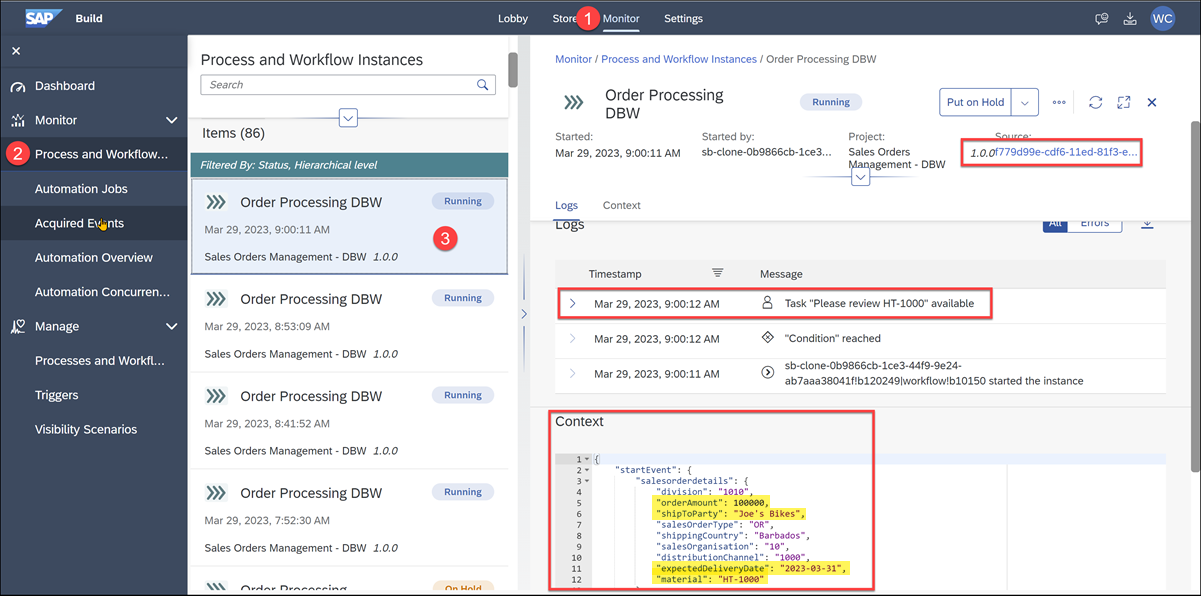 SAP Build
Lobby
Store
1
Monitor
Settings
WC
Dashboard
Monitor
2
Process and Workflow...
Automation Jobs
Acquired Events
Automation Overview
Automation Concurren...
Manage
Processes and Workfl...
Triggers
Visibility Scenarios
Process and Workflow Instances
Search
Items (86)
Filtered By: Status, Hierarchical level
Order Processing DBW
Running
Mar 29, 2023, 9:00:11 AM
3
Sales Orders Management - DBW 1.0.0
Order Processing DBW
Running
Mar 29, 2023, 8:53:09 AM
Sales Orders Management - DBW 1.0.0
Order Processing DBW
Running
Mar 29, 2023, 8:41:52 AM
Sales Orders Management - DBW 1.0.0
Order Processing DBW
Running
Mar 29, 2023, 7:52:30 AM
Sales Orders Management - DBW 1.0.0
Order Processing
On Hold
Monitor / Process and Workflow Instances / Order Processing DBW
Order Processing
DBW
Running
Put on Hold
Started:
Mar 29, 2023, 9:00:11 AM
Started by:
sb-clone-0b9866cb-1ce3...
Project:
Sales Orders
Management - DBW
Source:
1.0.0f779d99e-cdf6-11ed-81f3-e...
Logs
Context
Logs
All
Errors
Timestamp
Message
Mar 29, 2023, 9:00:12 AM
Task "Please review HT-1000" available
Mar 29, 2023, 9:00:12 AM
"Condition" reached
Mar 29, 2023, 9:00:11 AM
sb-clone-0b9866cb-1ce3-44f9-9e24-
ab7aaa38041f!b120249|workflow!b10150 started the instance
Context
1 {
2 "startEvent": {
3 "salesorderdetails": {
4 "division": "1010",
5 "orderAmount": 100000,
6 "shipToParty": "Joe's Bikes",
7 "salesOrderType": "OR",
8 "shippingCountry": "Barbados",
9 "salesOrganisation": "10",
10 "distributionChannel": "1000",
11 "expectedDeliveryDate": "2023-03-31",
12 "material": "HT-1000"